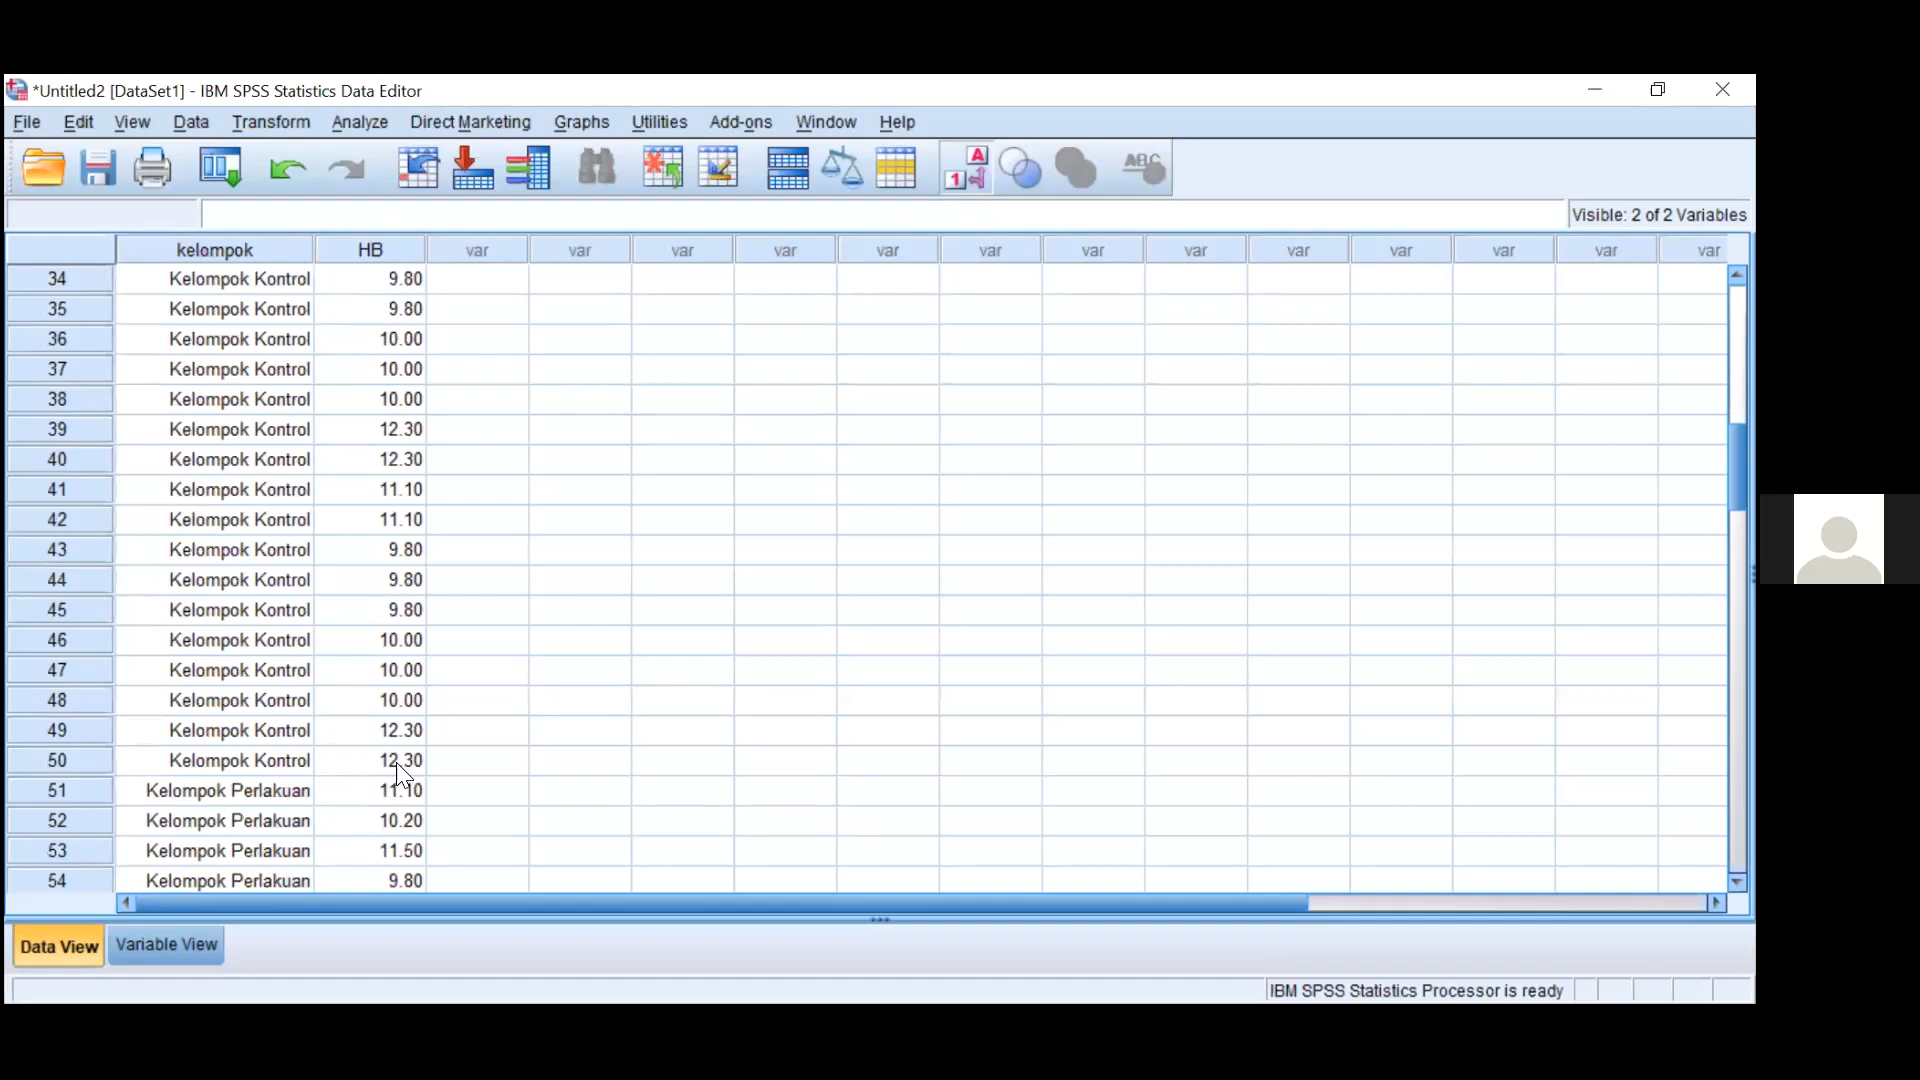 *Untitled2 [DataSet1] - IBM SPSS Statistics Data Editor
File Edit View Data Transform Analyze Direct Marketing Graphs Utilities Add-ons Window Help
A
1
ABC
Visible: 2 of 2 Variables
kelompok HB var var var var var var var var var var var var var
34 Kelompok Kontrol 9.80
35 Kelompok Kontrol 9.80
36 Kelompok Kontrol 10.00
37 Kelompok Kontrol 10.00
38 Kelompok Kontrol 10.00
39 Kelompok Kontrol 12.30
40 Kelompok Kontrol 12.30
41 Kelompok Kontrol 11.10
42 Kelompok Kontrol 11.10
43 Kelompok Kontrol 9.80
44 Kelompok Kontrol 9.80
45 Kelompok Kontrol 9.80
46 Kelompok Kontrol 10.00
47 Kelompok Kontrol 10.00
48 Kelompok Kontrol 10.00
49 Kelompok Kontrol 12.30
50 Kelompok Kontrol 12.30
51 Kelompok Perlakuan 11.10
52 Kelompok Perlakuan 10.20
53 Kelompok Perlakuan 11.50
54 Kelompok Perlakuan 9.80
Data View Variable View
IBM SPSS Statistics Processor is ready